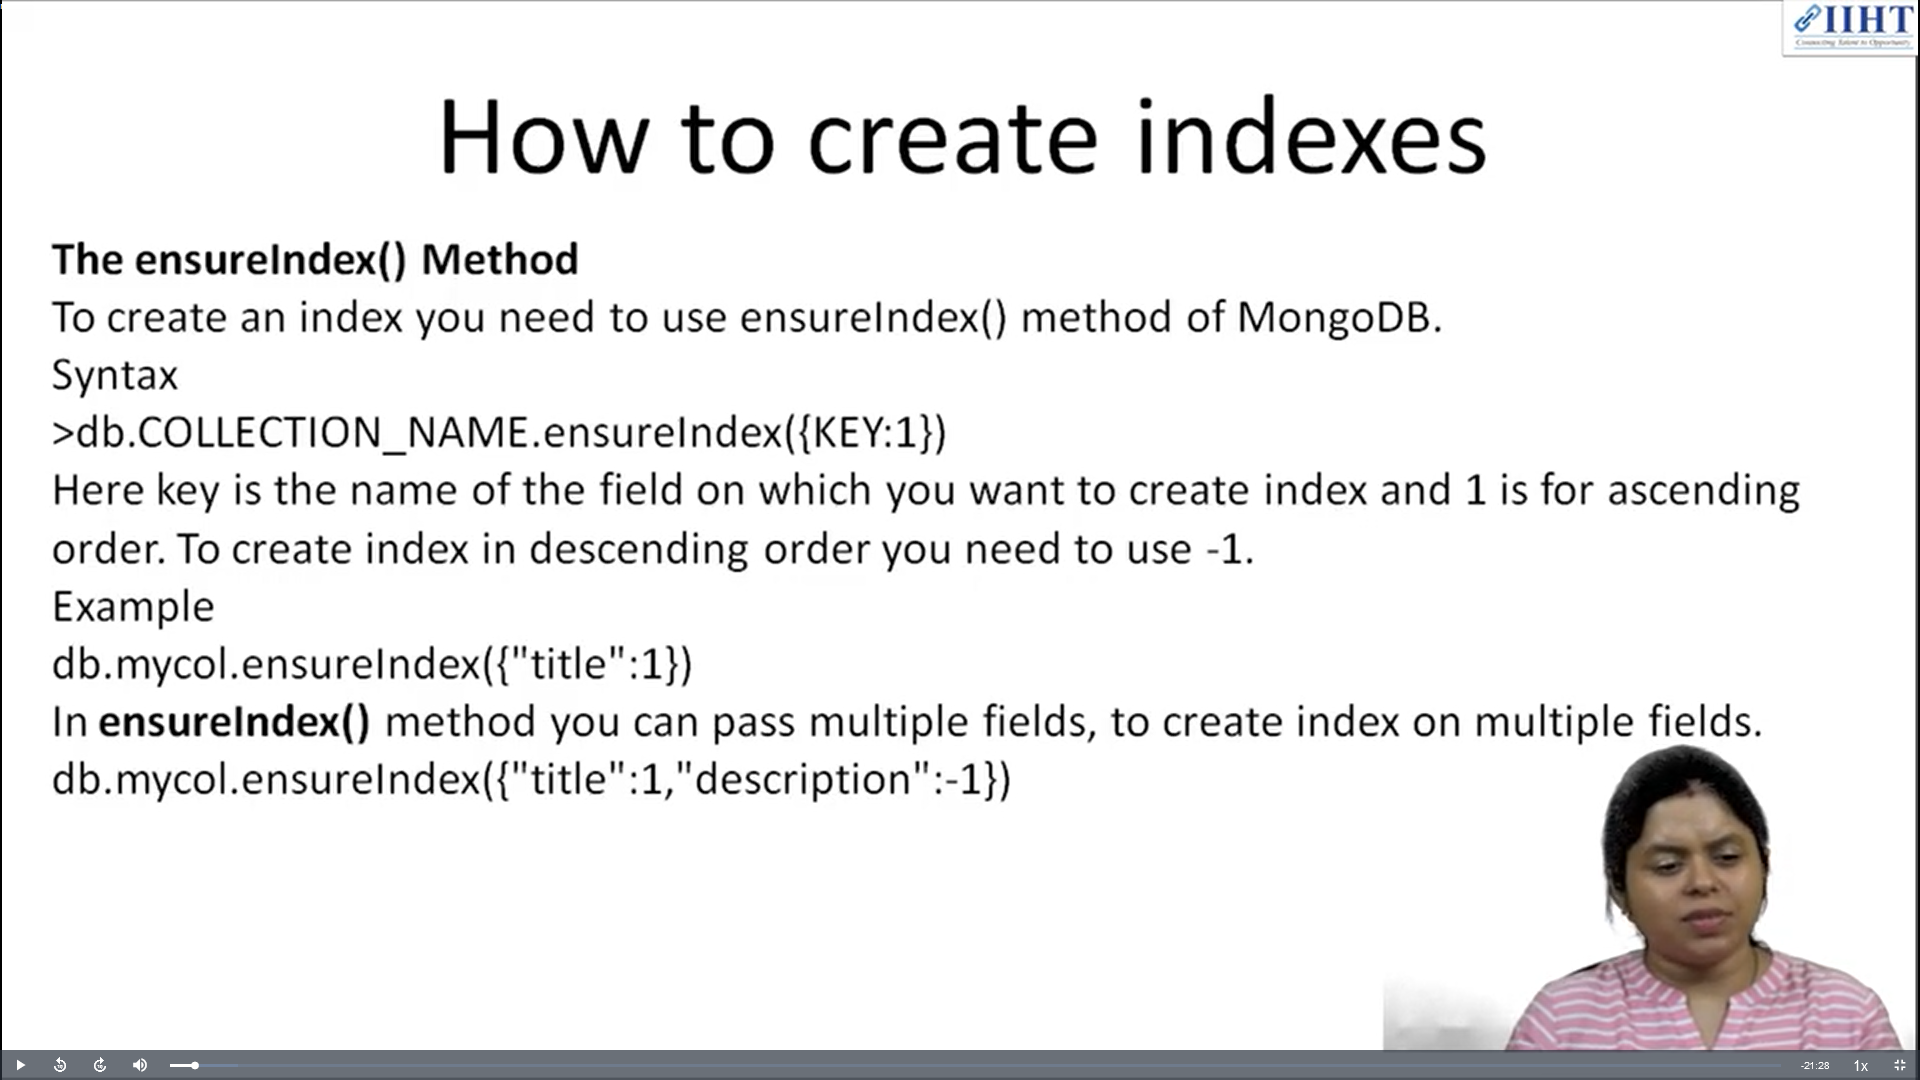 IIHT
Connecting Talent to Opportunity
How to create indexes
The ensureIndex() Method
To create an index you need to use ensureIndex() method of MongoDB.
Syntax
>db.COLLECTION_NAME.ensureIndex({KEY:1})
Here key is the name of the field on which you want to create index and 1 is for ascending
order. To create index in descending order you need to use -1.
Example
db.mycol.ensureIndex({"title":1})
In ensureIndex() method you can pass multiple fields, to create index on multiple fields.
db.mycol.ensureIndex({"title":1,"description":-1})
-21:28
1x